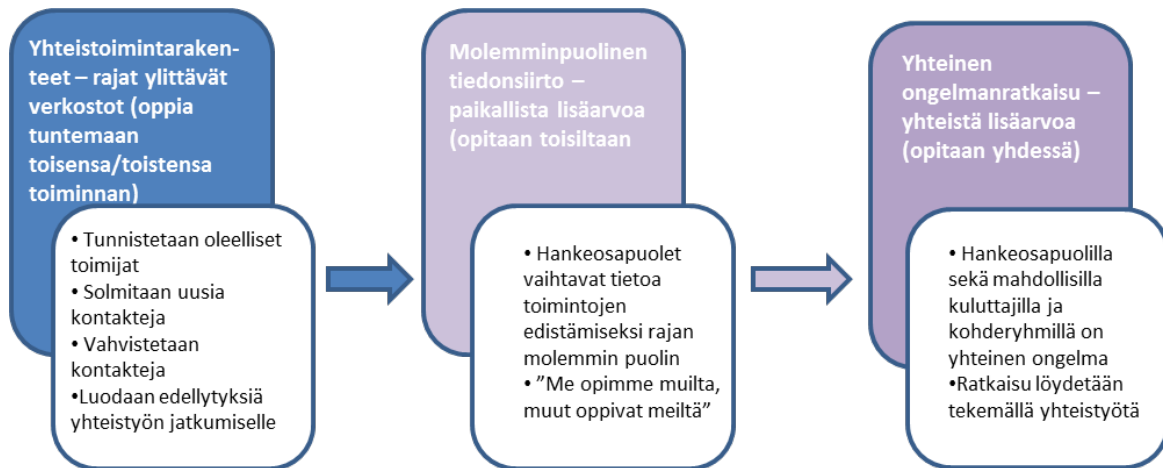 Yhteistoimintaraken-
teet – rajat ylittävät
verkostot (oppia
tuntemaan
toisensa/toistensa
toiminnan)
• Tunnistetaan oleelliset
toimijat
• Solmitaan uusia
kontakteja
• Vahvistetaan
kontakteja
•Luodaan edellytyksiä
yhteistyön jatkumiselle
Molemminpuolinen
tiedonsiirto –
paikallista lisäarvoa
(opitaan toisiltaan
• Hankeosapuolet
vaihtavat tietoa
toimintojen
edistämiseksi rajan
molemmin puolin
• ”Me opimme muilta,
muut oppivat meiltä”
Yhteinen
ongelmanratkaisu –
yhteistä lisäarvoa
(opitaan yhdessä)
• Hankeosapuolilla
sekä mahdollisilla
kuluttajilla ja
kohderyhmillä on
yhteinen ongelma
•Ratkaisu löydetään
tekemällä yhteistyötä